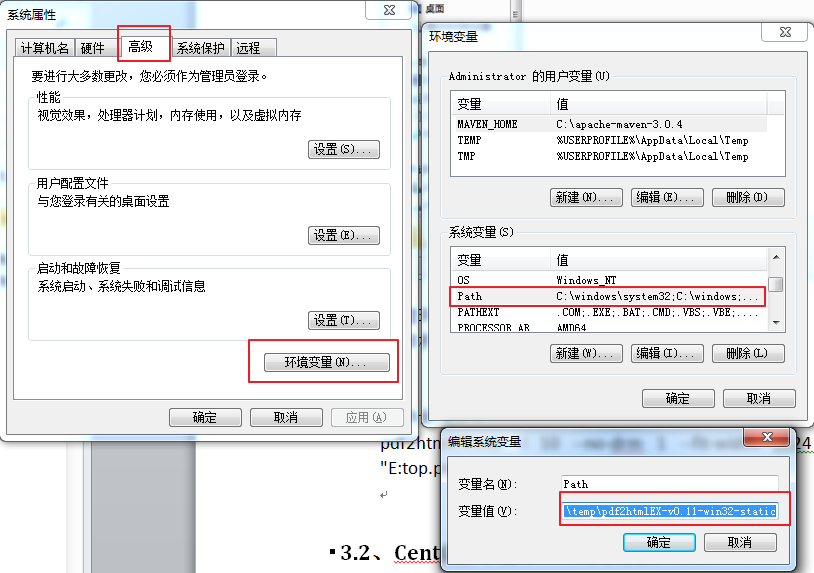 系统属性
计算机名
硬件
高级
系统保护
远程
要进行大多数更改，您必须作为管理员登录。
性能
视觉效果，处理器计划，内存使用，以及虚拟内存
设置(S)...
用户配置文件
与您登录有关的桌面设置
设置(E)...
启动和故障恢复
系统启动、系统失败和调试信息
设置(T)...
环境变量(N)...
确定
取消
应用(A)
桌面
环境变量
Administrator 的用户变量(U)
变量 值
MAVEN_HOME C:\apache-maven-3.0.4
TEMP %USERPROFILE%\AppData\Local\Temp
TMP %USERPROFILE%\AppData\Local\Temp
新建(N)...
编辑(E)...
删除(D)
系统变量(S)
变量 值
OS Windows_NT
Path C:\windows\system32;C:\windows;...
PATHEXT .COM;.EXE;.BAT;.CMD;.VBS;.VBE;....
PROCESSOR_AR AMD64
新建(W)...
编辑(I)...
删除(L)
确定
取消
编辑系统变量
变量名(N):
Path
变量值(V):
\temp\pdf2htmlEX-v0.11-win32-static
确定
取消
"E:top.p
3.2、Cent